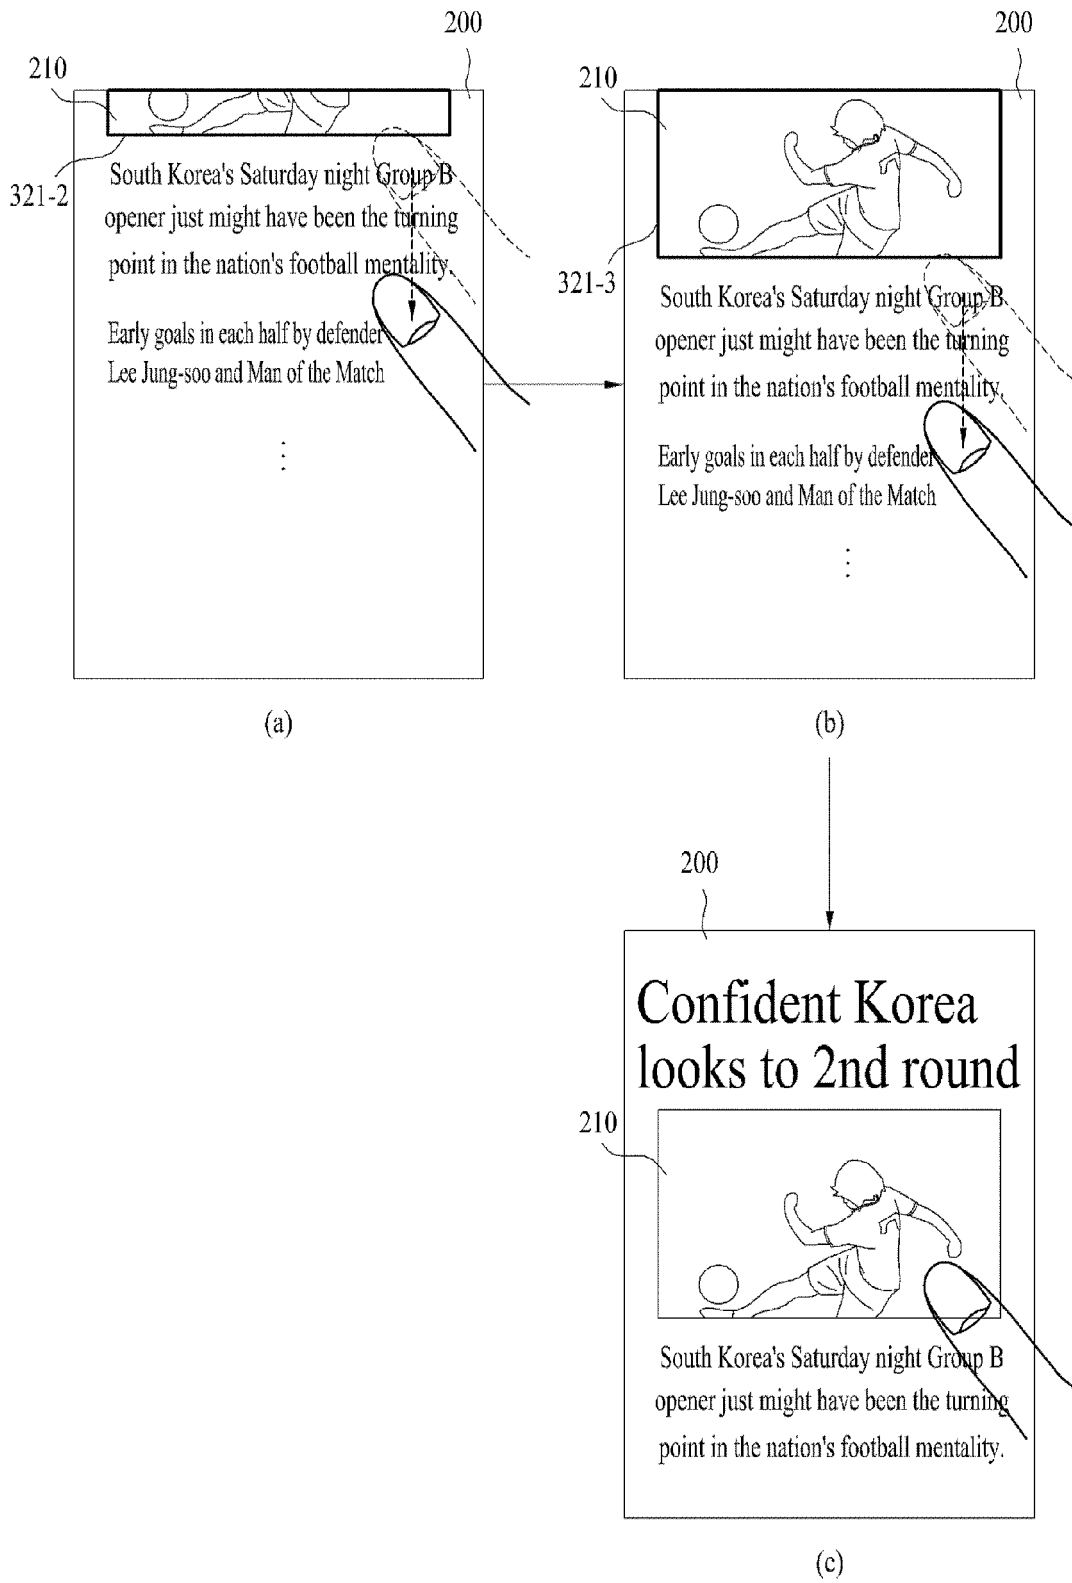 200
210
321-2
South Korea's Saturday night Group B
opener just might have been the turning
point in the nation's football mentality.
Early goals in each half by defender
Lee Jung-soo and Man of the Match
(a)
200
210
321-3
South Korea's Saturday night Group B
opener just might have been the turning
point in the nation's football mentality.
Early goals in each half by defender
Lee Jung-soo and Man of the Match
(b)
200
Confident Korea
looks to 2nd round
210
South Korea's Saturday night Group B
opener just might have been the turning
point in the nation's football mentality.
(c)